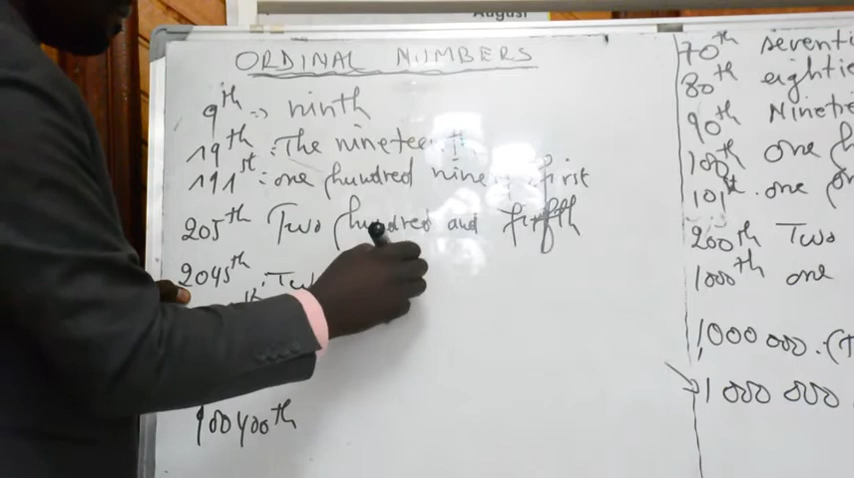 August
ORDINAL NUMBERS
9th => ninth
19th : The nineteenth
191st : one hundred ninety first
205th Two hundred and fifth
2045th : Tw
900400th
70th seventi
80th eightie
90th Ninetie
100th one h
101st. one
200th Two
1000th one
1,000 000. (T
1 000 000